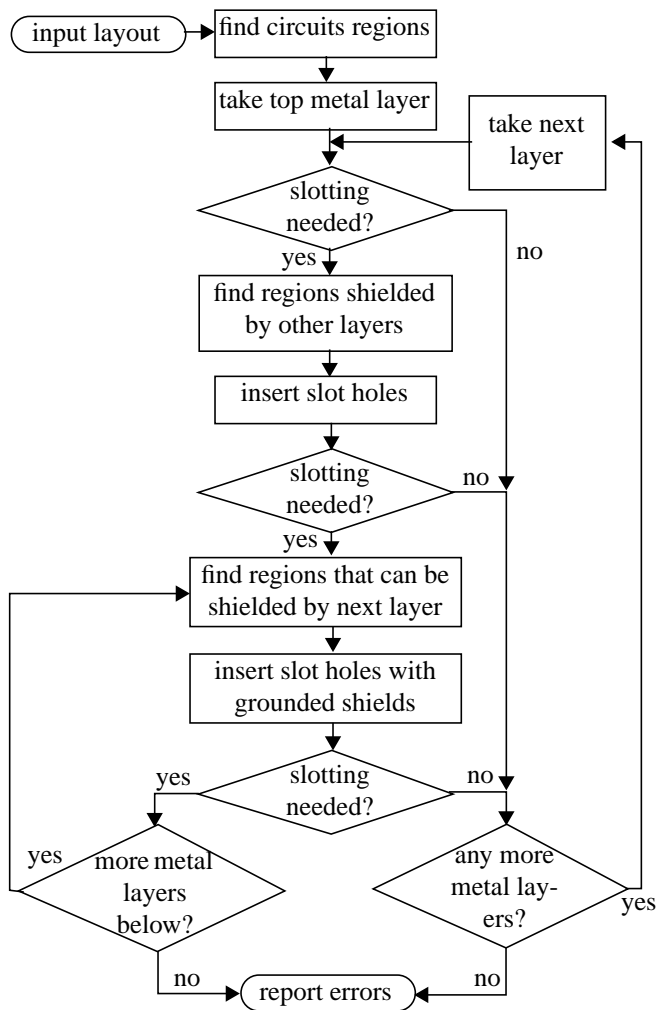 input layout
find circuits regions
take top metal layer
take next
layer
slotting
needed?
no
yes
find regions shielded
by other layers
insert slot holes
slotting
needed?
no
yes
find regions that can be
shielded by next layer
insert slot holes with
grounded shields
slotting
needed?
yes
no
yes
more metal
layers
below?
any more
metal lay-
ers?
yes
no
no
report errors